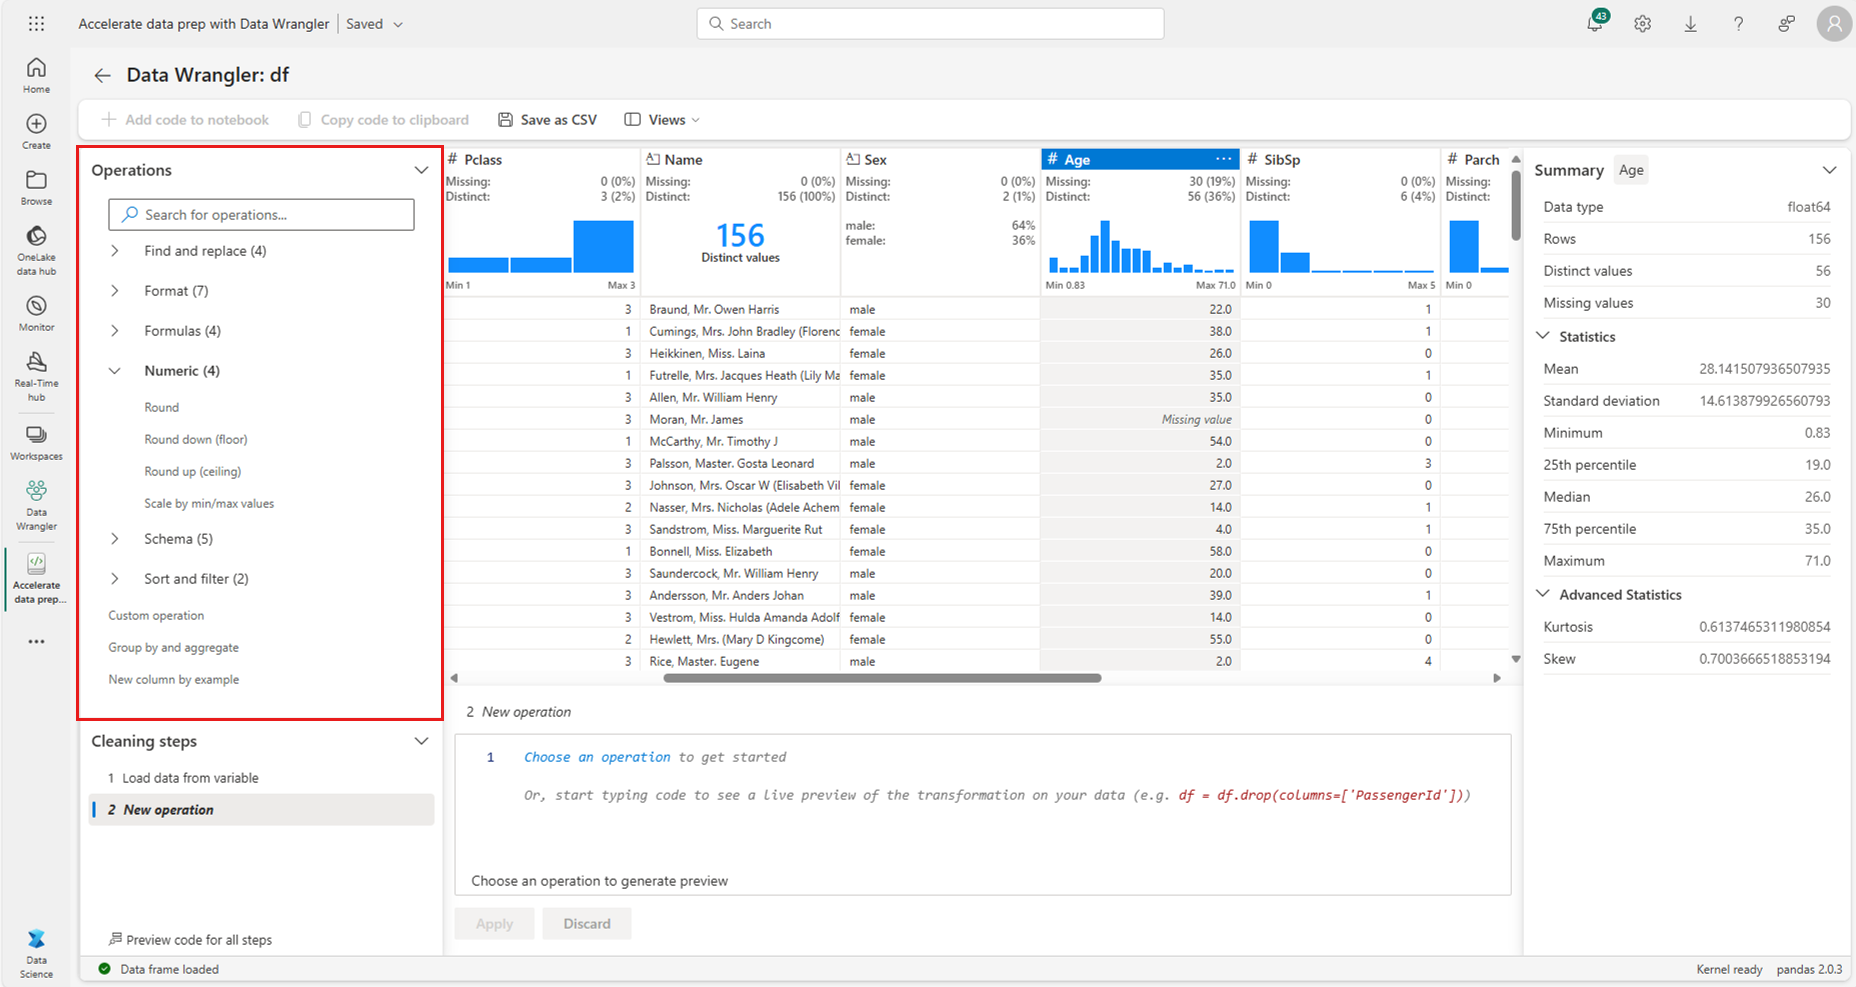 Accelerate data prep with Data Wrangler | Saved
Search
43
Home
Create
Browse
OneLake
data hub
Monitor
Real-Time
hub
Workspaces
Data
Wrangler
Accelerate
data prep...
Data
Science
Data Wrangler: df
Add code to notebook
Copy code to clipboard
Save as CSV
Views
Operations
Search for operations...
Find and replace (4)
Format (7)
Formulas (4)
Numeric (4)
Round
Round down (floor)
Round up (ceiling)
Scale by min/max values
Schema (5)
Sort and filter (2)
Custom operation
Group by and aggregate
New column by example
Cleaning steps
1 Load data from variable
2 New operation
Preview code for all steps
Data frame loaded
# Pclass Name Sex # Age ... # SibSp # Parch
Missing: 0 (0%) Missing: 0 (0%) Missing: 0 (0%) Missing: 30 (19%) Missing: 0 (0%) Missing:
Distinct: 3 (2%) Distinct: 156 (100%) Distinct: 2 (1%) Distinct: 56 (36%) Distinct: 6 (4%) Distinct:
156
Distinct values
male: 64%
female: 36%
Min 1 Max 3 Min 0.83 Max 71.0 Min 0 Max 5 Min 0
3 Braund, Mr. Owen Harris male 22.0 1
1 Cumings, Mrs. John Bradley (Florenc female 38.0 1
3 Heikkinen, Miss. Laina female 26.0 0
1 Futrelle, Mrs. Jacques Heath (Lily Ma female 35.0 1
3 Allen, Mr. William Henry male 35.0 0
3 Moran, Mr. James male Missing value 0
1 McCarthy, Mr. Timothy J male 54.0 0
3 Palsson, Master. Gosta Leonard male 2.0 3
3 Johnson, Mrs. Oscar W (Elisabeth Vil female 27.0 0
2 Nasser, Mrs. Nicholas (Adele Achem female 14.0 1
3 Sandstrom, Miss. Marguerite Rut female 4.0 1
1 Bonnell, Miss. Elizabeth female 58.0 0
3 Saundercock, Mr. William Henry male 20.0 0
3 Andersson, Mr. Anders Johan male 39.0 1
3 Vestrom, Miss. Hulda Amanda Adolf female 14.0 0
2 Hewlett, Mrs. (Mary D Kingcome) female 55.0 0
3 Rice, Master. Eugene male 2.0 4
2 New operation
1 Choose an operation to get started
Or, start typing code to see a live preview of the transformation on your data (e.g. df = df.drop(columns=['PassengerId']))
Choose an operation to generate preview
Apply
Discard
Summary Age
Data type float64
Rows 156
Distinct values 56
Missing values 30
Statistics
Mean 28.141507936507935
Standard deviation 14.613879926560793
Minimum 0.83
25th percentile 19.0
Median 26.0
75th percentile 35.0
Maximum 71.0
Advanced Statistics
Kurtosis 0.6137465311980854
Skew 0.7003666518853194
Kernel ready pandas 2.0.3